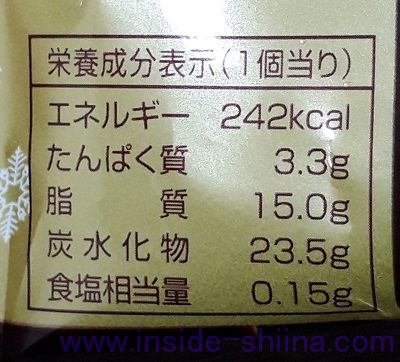 栄養成分表示(1個当り)
エネルギー 242kcal
たんぱく質 3.3g
脂 質 15.0g
炭水化物 23.5g
食塩相当量 0.15g
www.inside-shiina.com